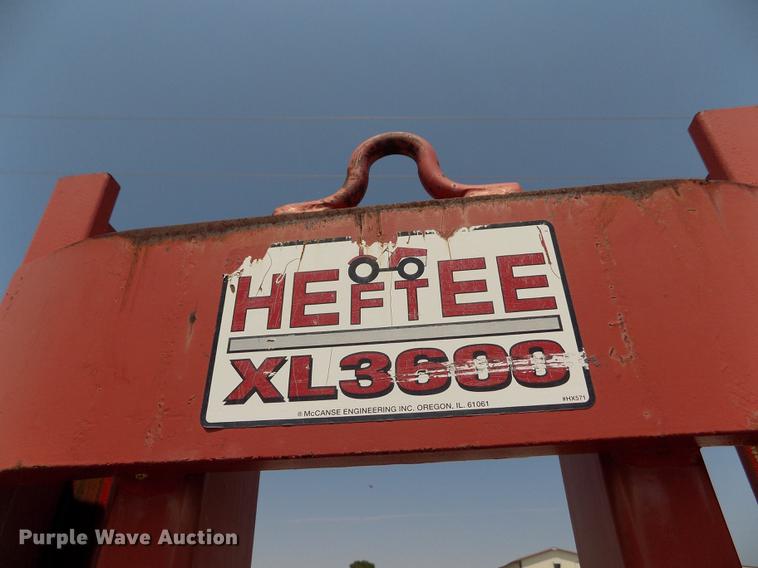 HEFTEE
XL3600
® McCANSE ENGINEERING INC. OREGON, IL. 61061
#HX571
Purple Wave Auction